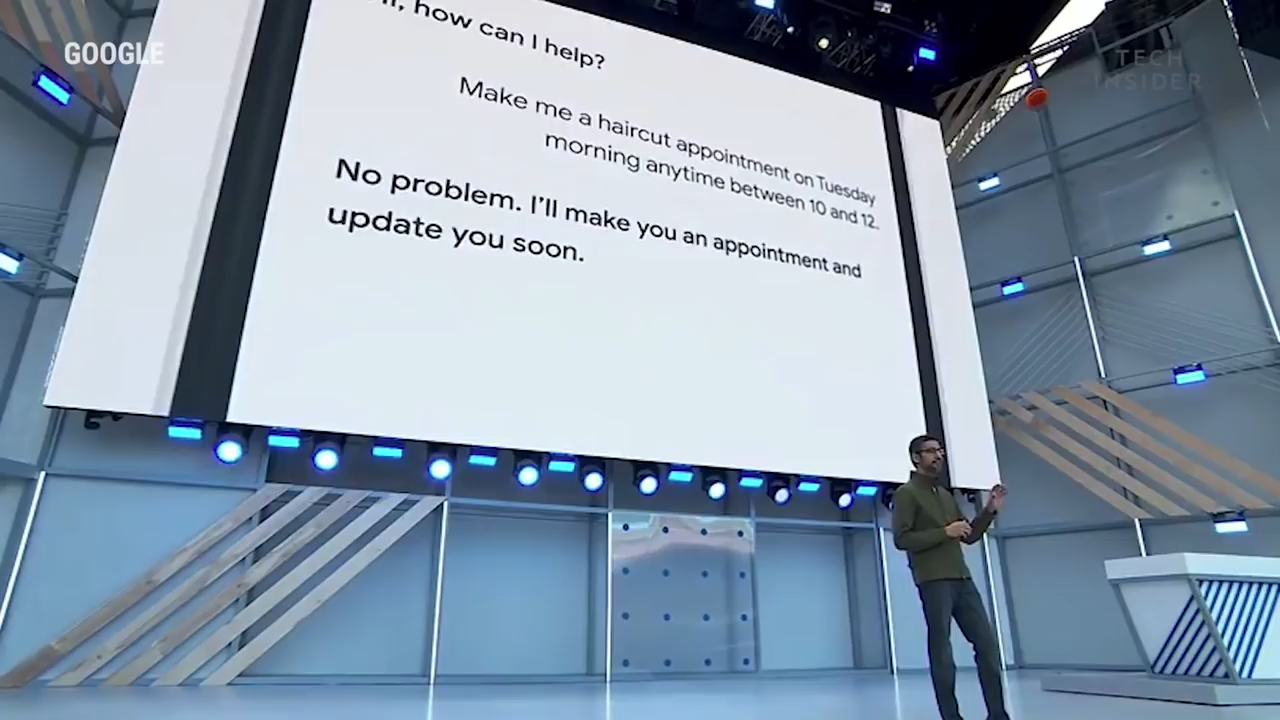 GOOGLE
TECH
INSIDER
how can I help?
Make me a haircut appointment on Tuesday
morning anytime between 10 and 12.
No problem. I'll make you an appointment and
update you soon.